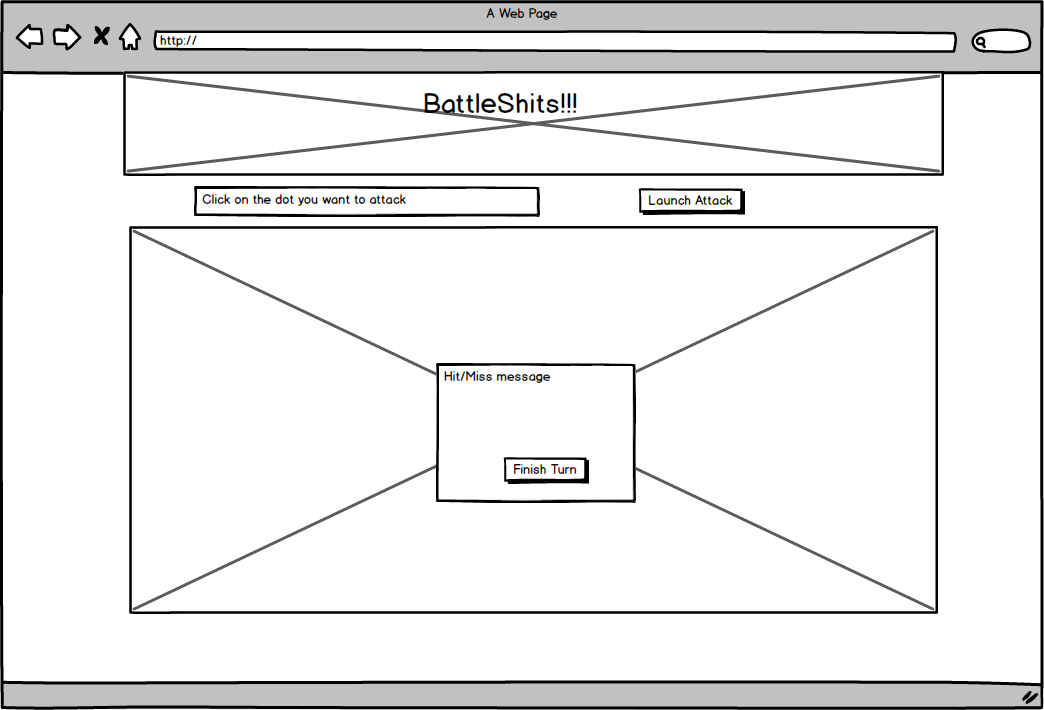 A Web Page
http://
BattleShits!!!
Click on the dot you want to attack
Launch Attack
Hit/Miss message
Finish Turn